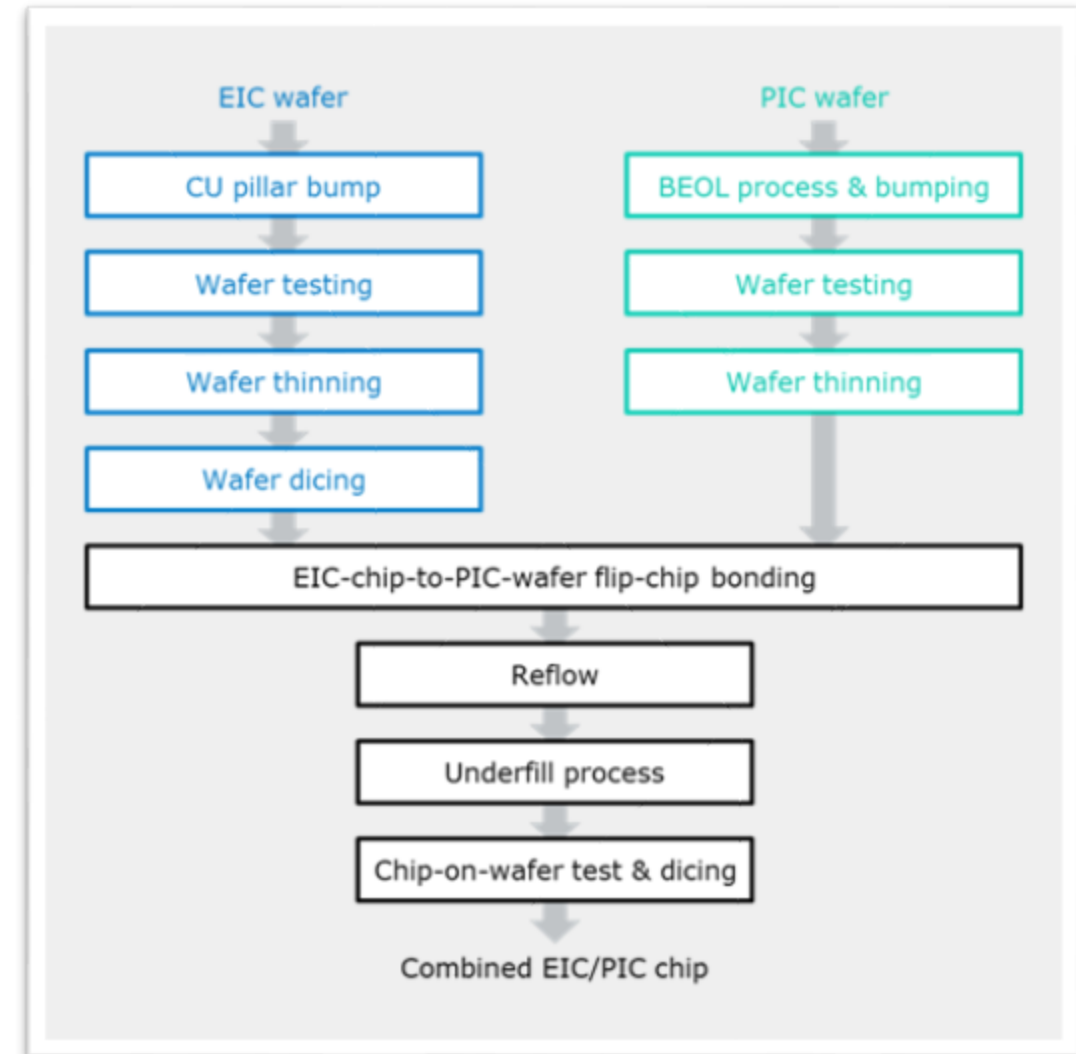 EIC wafer
PIC wafer
CU pillar bump
BEOL process & bumping
Wafer testing
Wafer testing
Wafer thinning
Wafer thinning
Wafer dicing
EIC-chip-to-PIC-wafer flip-chip bonding
Reflow
Underfill process
Chip-on-wafer test & dicing
Combined EIC/PIC chip